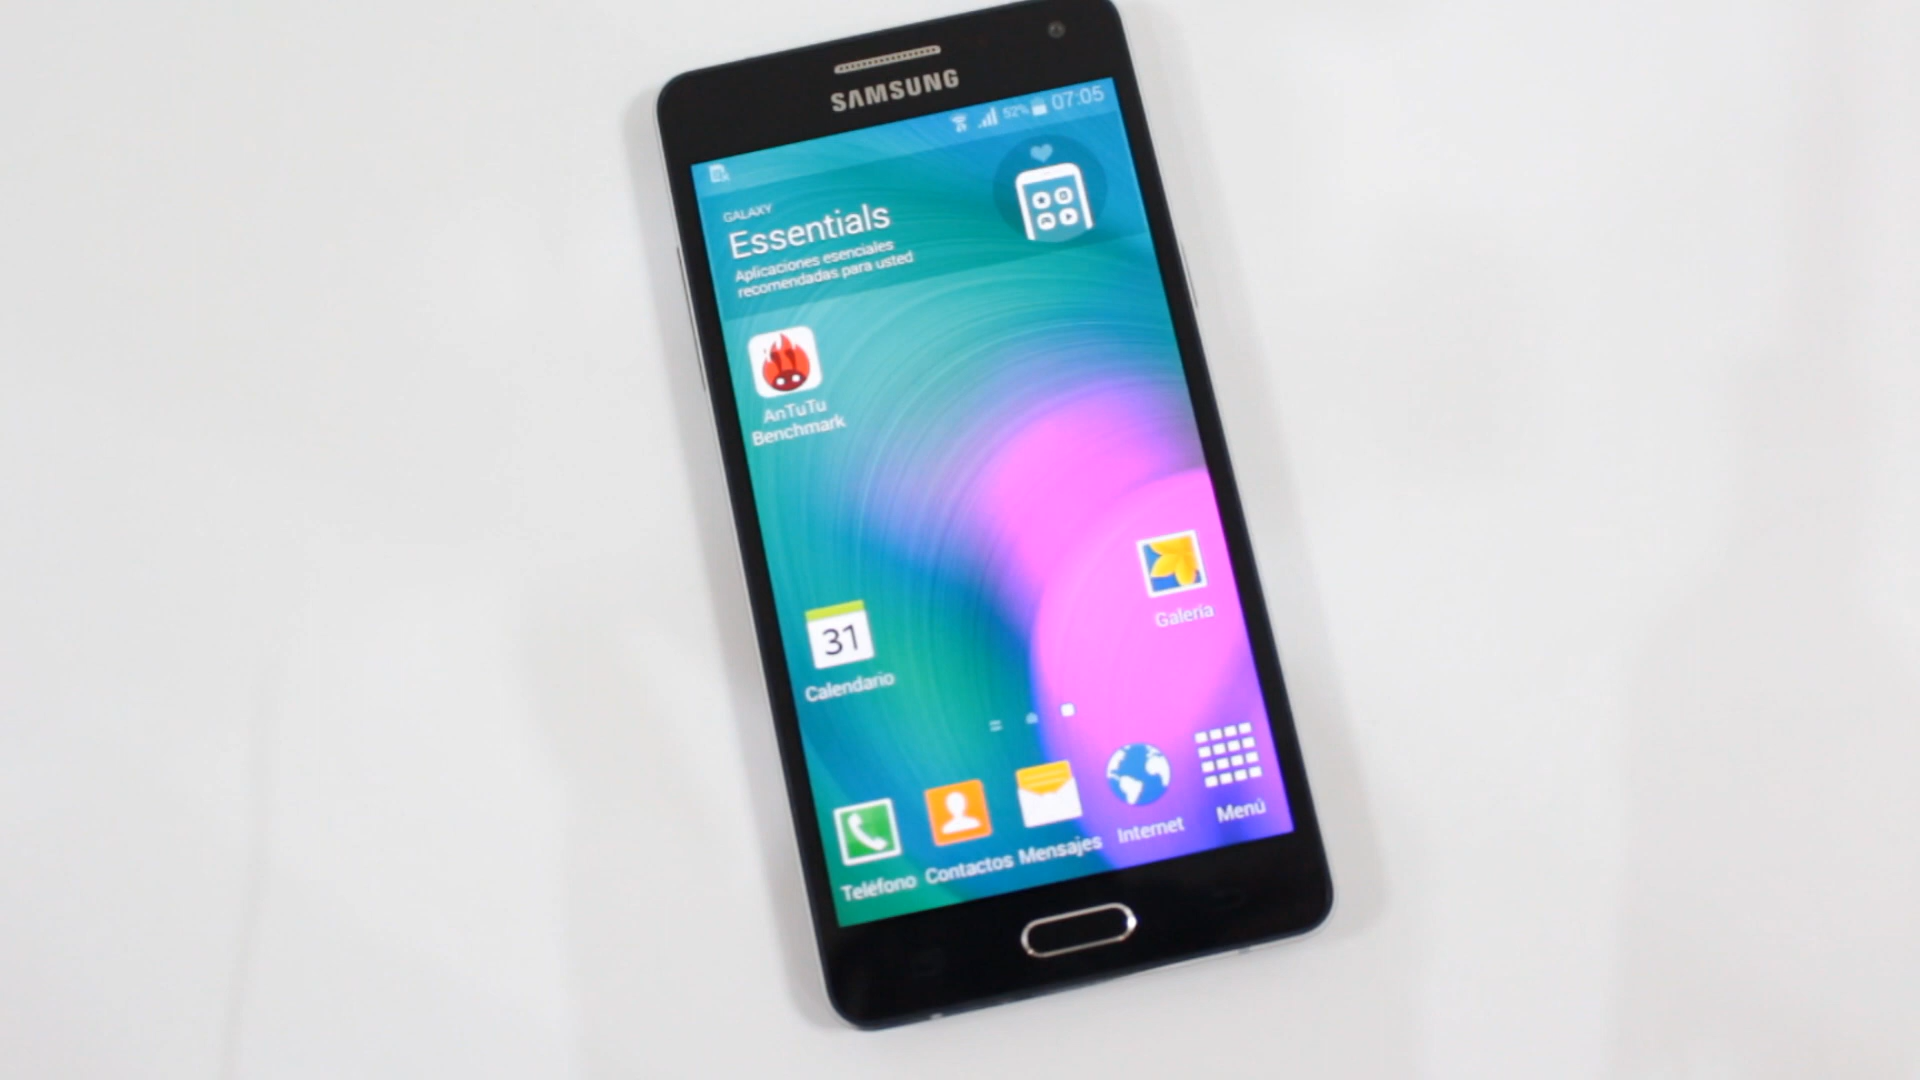 SAMSUNG
52% 07:05
GALAXY
Essentials
Aplicaciones esenciales
recomendadas para usted
AnTuTu
Benchmark
Galería
31
Calendario
Teléfono Contactos Mensajes Internet Menú